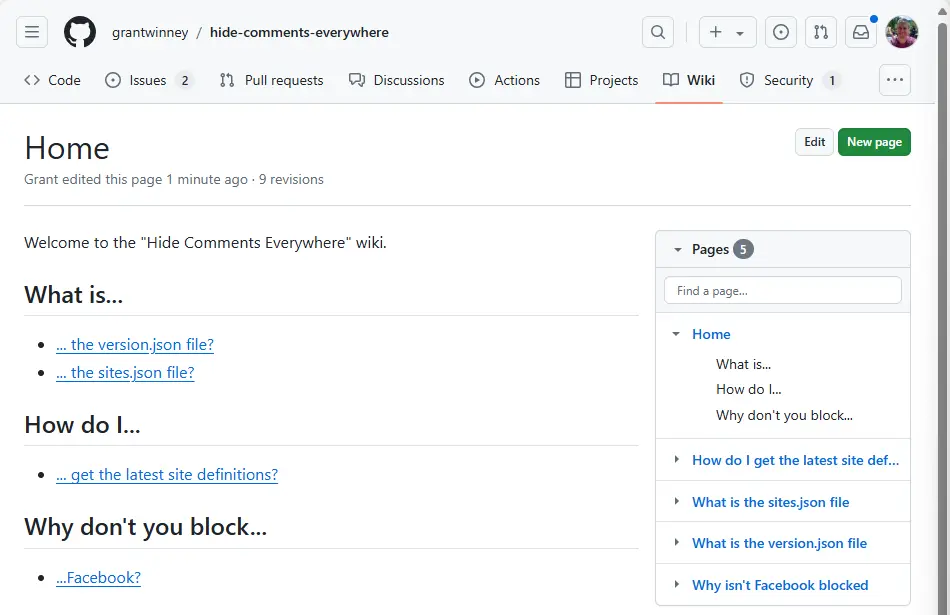 grantwinney / hide-comments-everywhere
Code Issues 2 Pull requests Discussions Actions Projects Wiki Security 1 ...
Home
Edit New page
Grant edited this page 1 minute ago · 9 revisions
Welcome to the "Hide Comments Everywhere" wiki.
What is...
... the version.json file?
... the sites.json file?
How do I...
... get the latest site definitions?
Why don't you block...
...Facebook?
Pages 5
Find a page...
Home
What is...
How do I...
Why don't you block...
How do I get the latest site def...
What is the sites.json file
What is the version.json file
Why isn't Facebook blocked